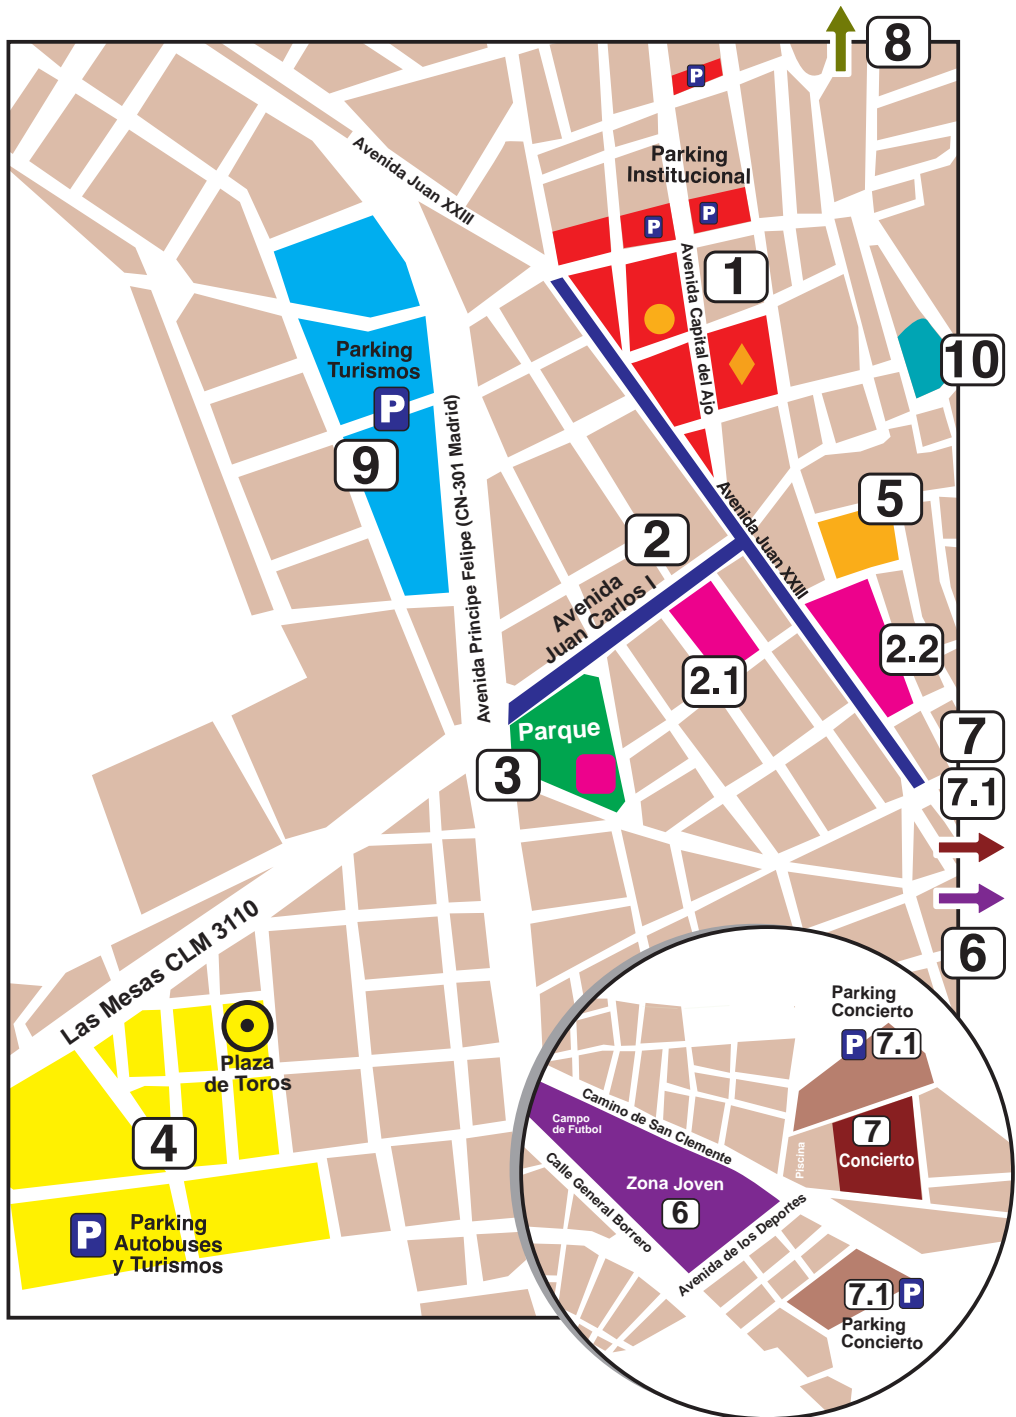 8
P
Avenida Juan XXIII
Parking
Institucional
P
P
Avenida Capital del Ajo
1
10
Parking
Turismos
P
9
Avenida Principe Felipe (CN-301 Madrid)
5
Avenida Juan XXIII
2
Avenida
Juan Carlos I
2.1
2.2
Parque
3
7
7.1
6
Las Mesas CLM 3110
Plaza
de Toros
4
P
Parking
Autobuses
y Turismos
Parking
Concierto
P
7.1
Camino de San Clemente
Campo
de Futbol
7
Concierto
Piscina
Calle General Borrero
Zona Joven
6
Avenida de los Deportes
7.1
P
Parking
Concierto